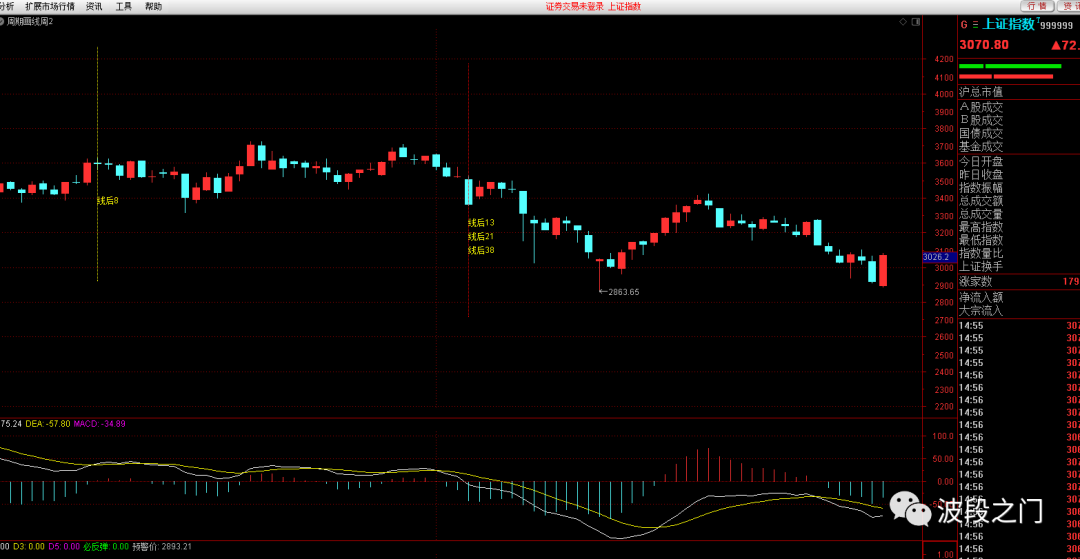 分析 扩展市场行情 资讯 工具 帮助 证券交易未登录 上证指数 行情 资讯
周期画线周2
G 三 上证指数 999999
3070.80 ▲72.
沪总市值
A股成交
B股成交
国债成交
基金成交
今日开盘
昨日收盘
指数振幅
总成交额
总成交量
最高指数
最低指数
指数量比
上证换手
涨家数 179
净流入额
大宗流入
4200
4100
4000
3900
3800
3700
3600
3500
3400
3300
3200
3100
3026.2
3000
2900
2800
2700
2600
2500
2400
2300
2200
线后8
线后13
线后21
线后38
←2863.65
14:55 307
14:55 307
14:55 307
14:55 307
14:56 307
14:56 307
14:56 307
14:56 307
14:56 307
14:56 306
14:56 306
14:56 307
14:56 307
14:56 307
14:56 307
14:56 306
14:56 306
14:56 306
14:56 306
75.24 DEA:-57.80 MACD:-34.89
100.0
50.00
0.00
波段之门
00 D3: 0.00 D5: 0.00 必反弹: 0.00 预警价: 2893.21
1.00